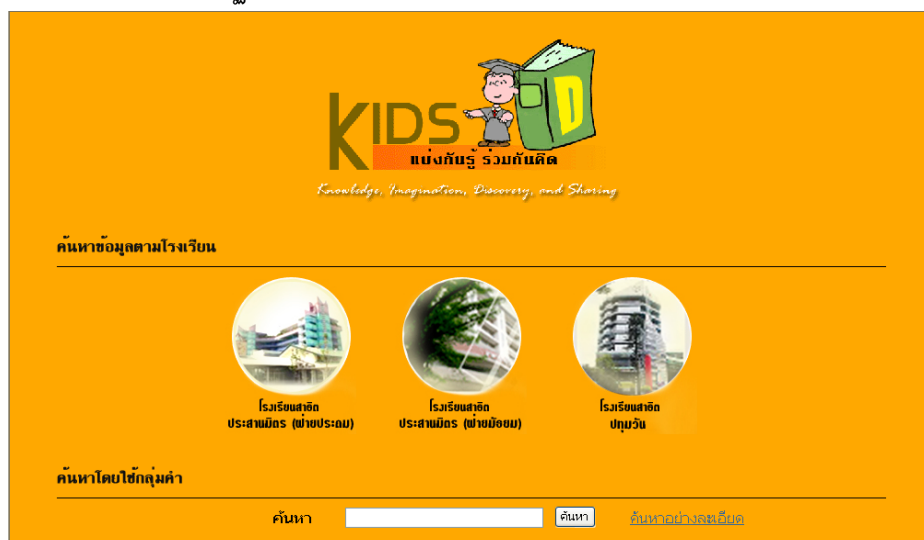 KIDS D
แบ่งกันรู้ ร่วมกันคิด
Knowledge, Imagination, Discovery, and Sharing
ค้นหาข้อมูลตามโรงเรียน
โรงเรียนสาธิต
ประสานมิตร (ฝ่ายประถม)
โรงเรียนสาธิต
ประสานมิตร (ฝ่ายมัธยม)
โรงเรียนสาธิต
ปทุมวัน
ค้นหาโดยใช้กลุ่มคำ
ค้นหา ค้นหา ค้นหาอย่างละเอียด